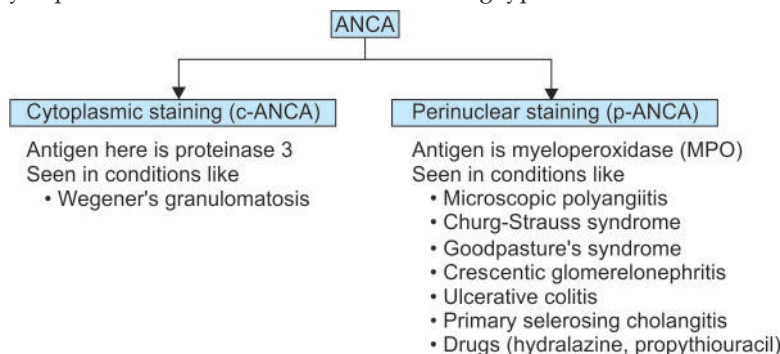 ANCA
Cytoplasmic staining (c-ANCA)
Antigen here is proteinase 3
Seen in conditions like
• Wegener's granulomatosis
Perinuclear staining (p-ANCA)
Antigen is myeloperoxidase (MPO)
Seen in conditions like
• Microscopic polyangiitis
• Churg-Strauss syndrome
• Goodpasture's syndrome
• Crescentic glomerelonephritis
• Ulcerative colitis
• Primary selerosing cholangitis
• Drugs (hydralazine, propythiouracil)